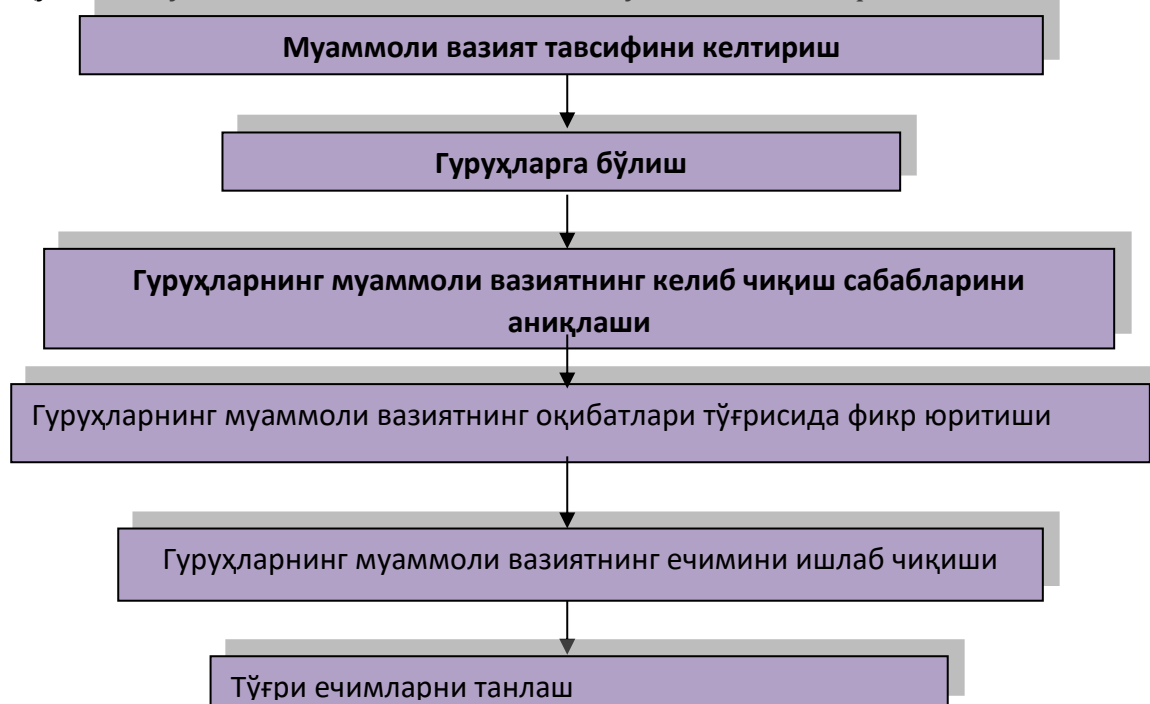 Муаммоли вазият тавсифини келтириш
Гуруҳларга бўлиш
Гуруҳларнинг муаммоли вазиятнинг келиб чиқиш сабабларини
аниқлаши
Гуруҳларнинг муаммоли вазиятнинг оқибатлари тўғрисида фикр юритиши
Гуруҳларнинг муаммоли вазиятнинг ечимини ишлаб чиқиши
Тўғри ечимларни танлаш